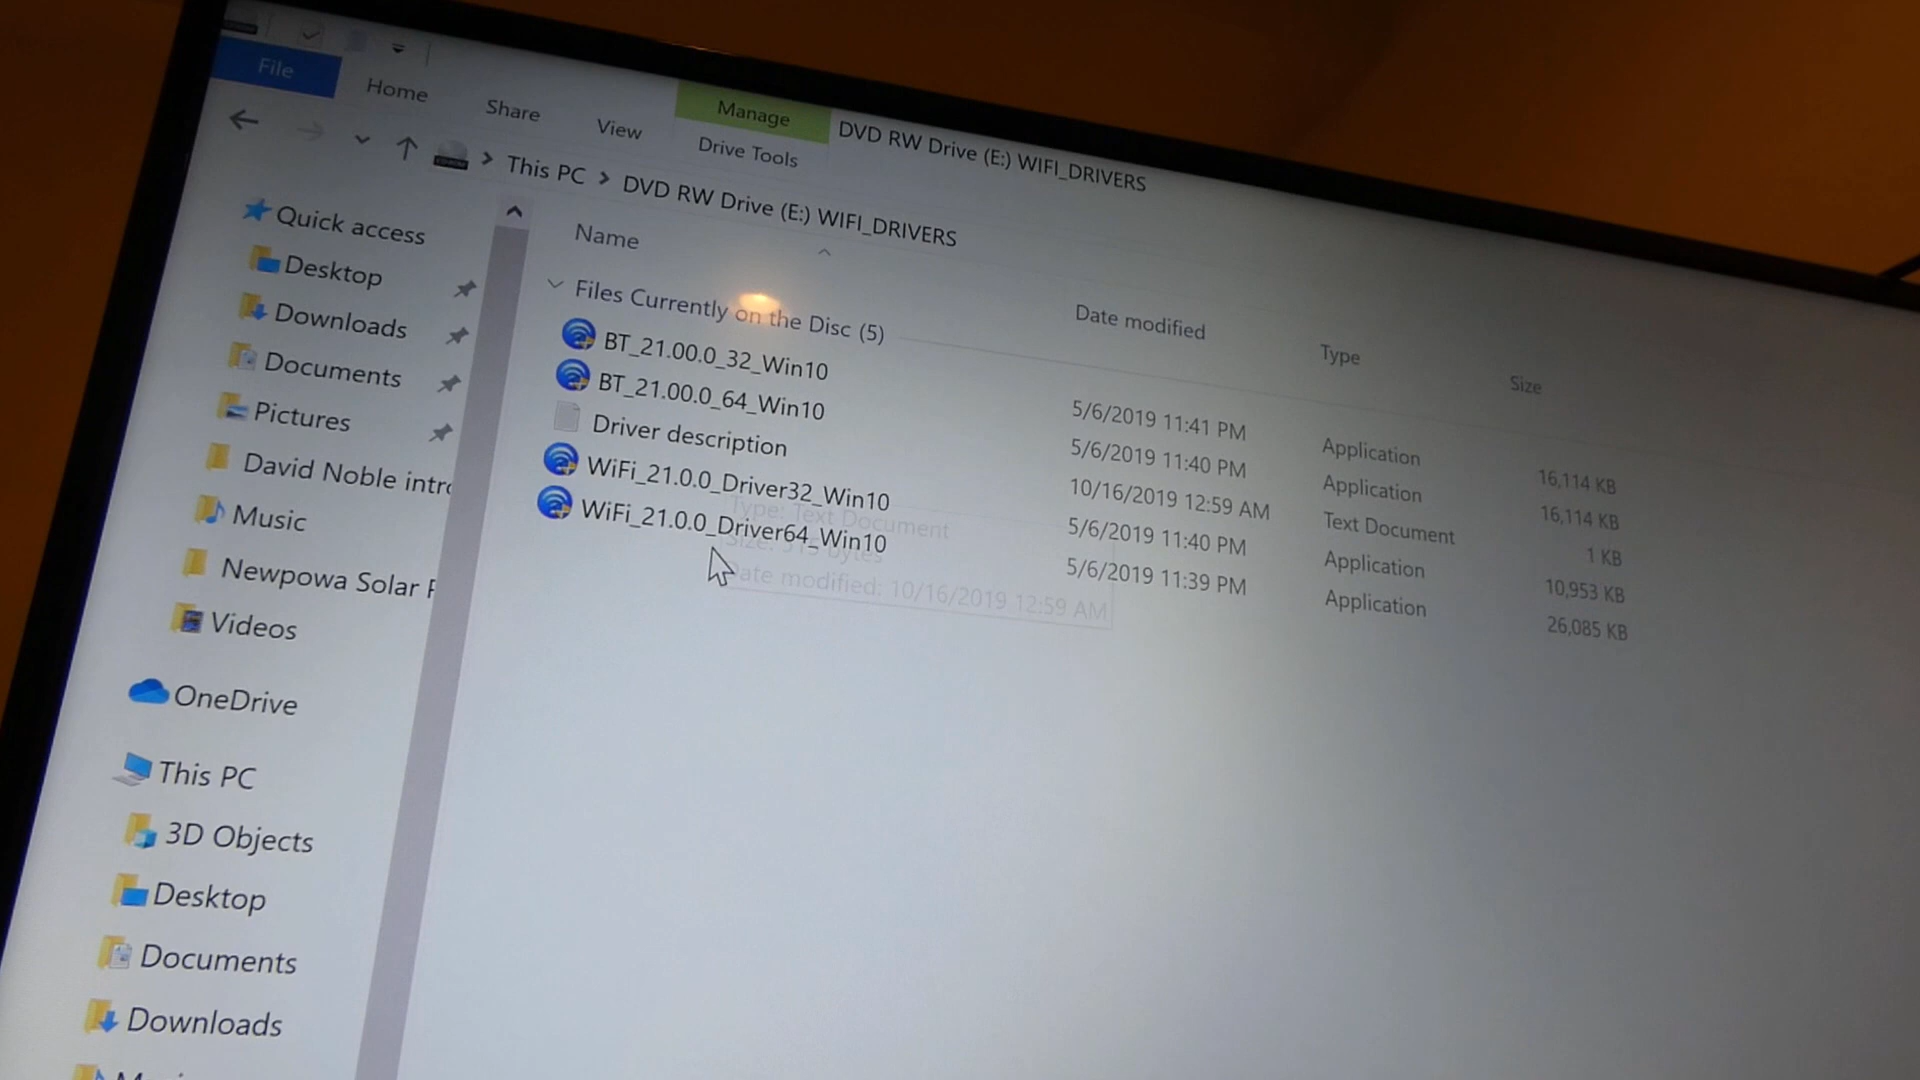 File
Home
Share
View
Manage
Drive Tools
DVD RW Drive (E:) WIFI_DRIVERS
This PC > DVD RW Drive (E:) WIFI_DRIVERS
Name
Date modified
Type
Size
Files Currently on the Disc (5)
BT_21.00.0_32_Win10 5/6/2019 11:41 PM Application 16,114 KB
BT_21.00.0_64_Win10 5/6/2019 11:40 PM Application 16,114 KB
Driver description 10/16/2019 12:59 AM Text Document 1 KB
WiFi_21.0.0_Driver32_Win10 5/6/2019 11:40 PM Application 10,953 KB
WiFi_21.0.0_Driver64_Win10 5/6/2019 11:39 PM Application 26,085 KB
Type: Text Document
Size: bytes
Date modified: 10/16/2019 12:59 AM
Quick access
Desktop
Downloads
Documents
Pictures
David Noble intro
Music
Newpowa Solar
Videos
OneDrive
This PC
3D Objects
Desktop
Documents
Downloads